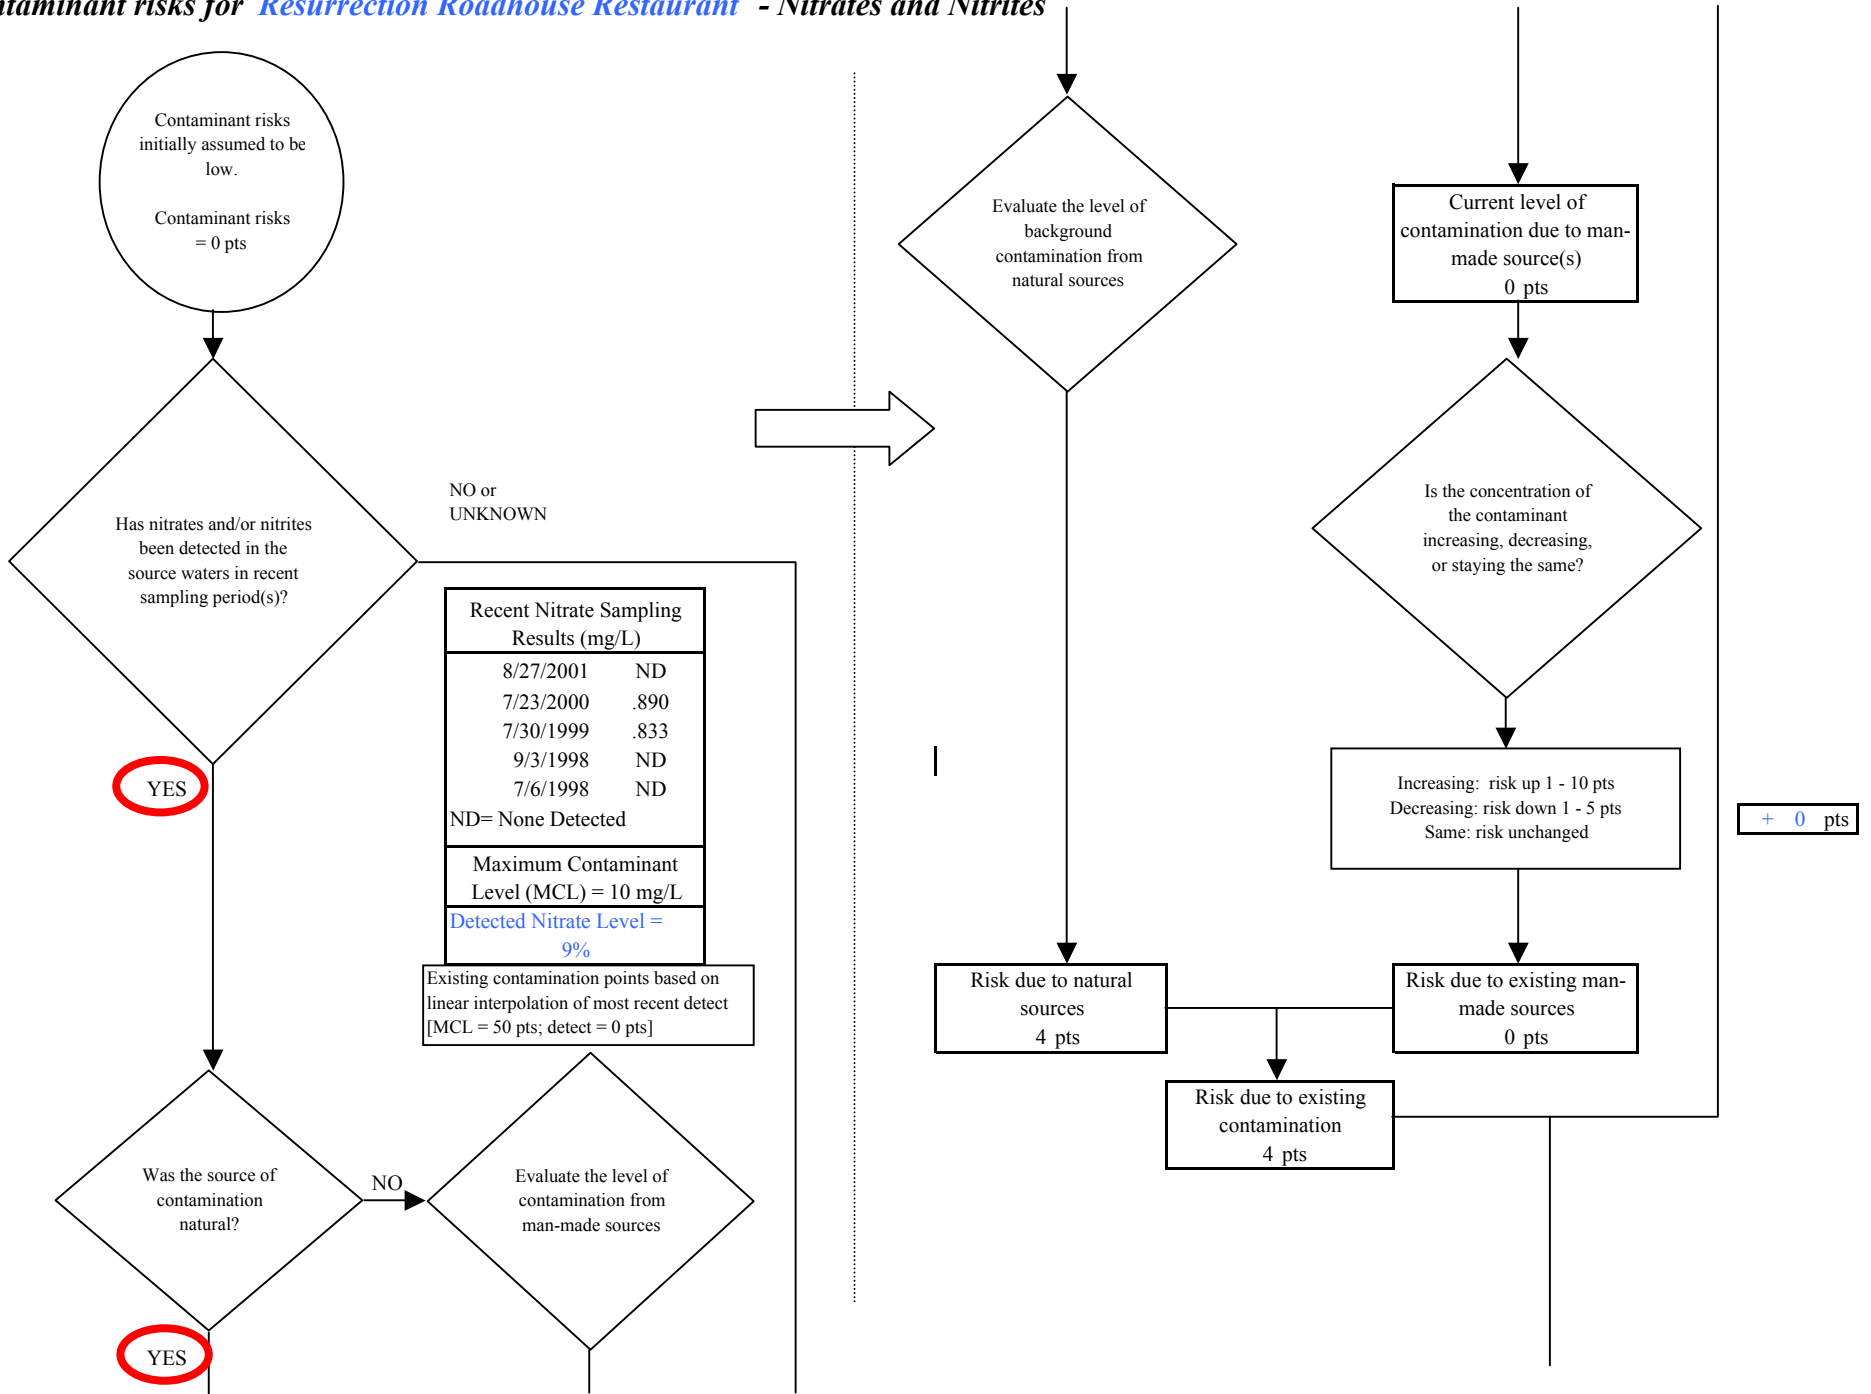 ntaminant risks for Resurrection Roadhouse Restaurant - Nitrates and Nitrites
Contaminant risks
initially assumed to be
low.
Contaminant risks
= 0 pts
Has nitrates and/or nitrites
been detected in the
source waters in recent
sampling period(s)?
NO or
UNKNOWN
YES
Recent Nitrate Sampling
Results (mg/L)
8/27/2001 ND
7/23/2000 .890
7/30/1999 .833
9/3/1998 ND
7/6/1998 ND
ND= None Detected
Maximum Contaminant
Level (MCL) = 10 mg/L
Detected Nitrate Level =
9%
Existing contamination points based on
linear interpolation of most recent detect
[MCL = 50 pts; detect = 0 pts]
Was the source of
contamination
natural?
NO
Evaluate the level of
contamination from
man-made sources
YES
Evaluate the level of
background
contamination from
natural sources
Current level of
contamination due to man-
made source(s)
0 pts
Is the concentration of
the contaminant
increasing, decreasing,
or staying the same?
Increasing: risk up 1 - 10 pts
Decreasing: risk down 1 - 5 pts
Same: risk unchanged
+ 0 pts
Risk due to natural
sources
4 pts
Risk due to existing man-
made sources
0 pts
Risk due to existing
contamination
4 pts